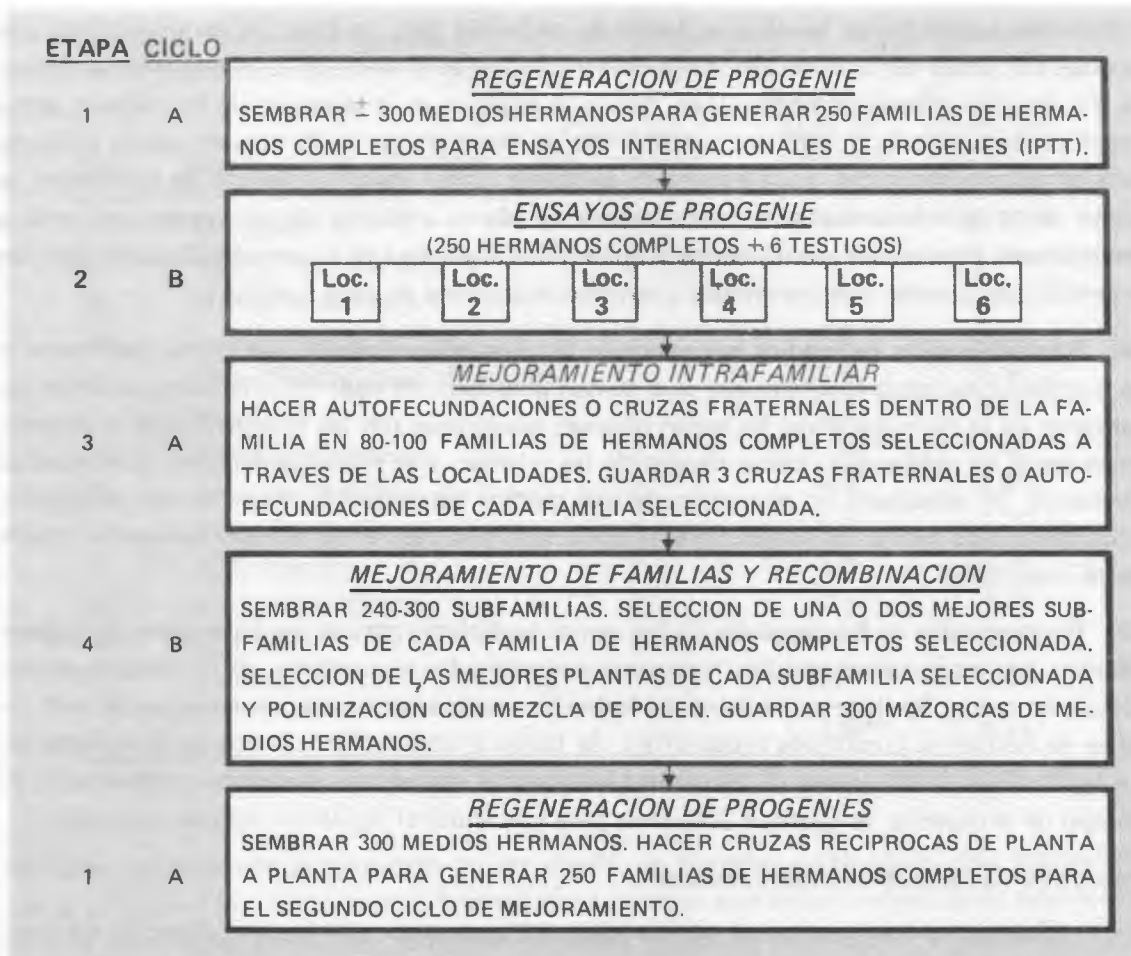 ETAPA CICLO
REGENERACION DE PROGENIE
1 A
SEMBRAR ± 300 MEDIOS HERMANOS PARA GENERAR 250 FAMILIAS DE HERMA-
NOS COMPLETOS PARA ENSAYOS INTERNACIONALES DE PROGENIES (IPTT).
ENSAYOS DE PROGENIE
(250 HERMANOS COMPLETOS + 6 TESTIGOS)
2 B
Loc. 1
Loc. 2
Loc. 3
Loc. 4
Loc. 5
Loc. 6
MEJORAMIENTO INTRAFAMILIAR
HACER AUTOFECUNDACIONES O CRUZAS FRATERNALES DENTRO DE LA FA-
3 A
MILIA EN 80-100 FAMILIAS DE HERMANOS COMPLETOS SELECCIONADAS A
TRAVES DE LAS LOCALIDADES. GUARDAR 3 CRUZAS FRATERNALES O AUTO-
FECUNDACIONES DE CADA FAMILIA SELECCIONADA.
MEJORAMIENTO DE FAMILIAS Y RECOMBINACION
SEMBRAR 240-300 SUBFAMILIAS. SELECCION DE UNA O DOS MEJORES SUB-
4 B
FAMILIAS DE CADA FAMILIA DE HERMANOS COMPLETOS SELECCIONADA.
SELECCION DE LAS MEJORES PLANTAS DE CADA SUBFAMILIA SELECCIONADA
Y POLINIZACION CON MEZCLA DE POLEN. GUARDAR 300 MAZORCAS DE ME-
DIOS HERMANOS.
REGENERACION DE PROGENIES
SEMBRAR 300 MEDIOS HERMANOS. HACER CRUZAS RECIPROCAS DE PLANTA
1 A
A PLANTA PARA GENERAR 250 FAMILIAS DE HERMANOS COMPLETOS PARA
EL SEGUNDO CICLO DE MEJORAMIENTO.